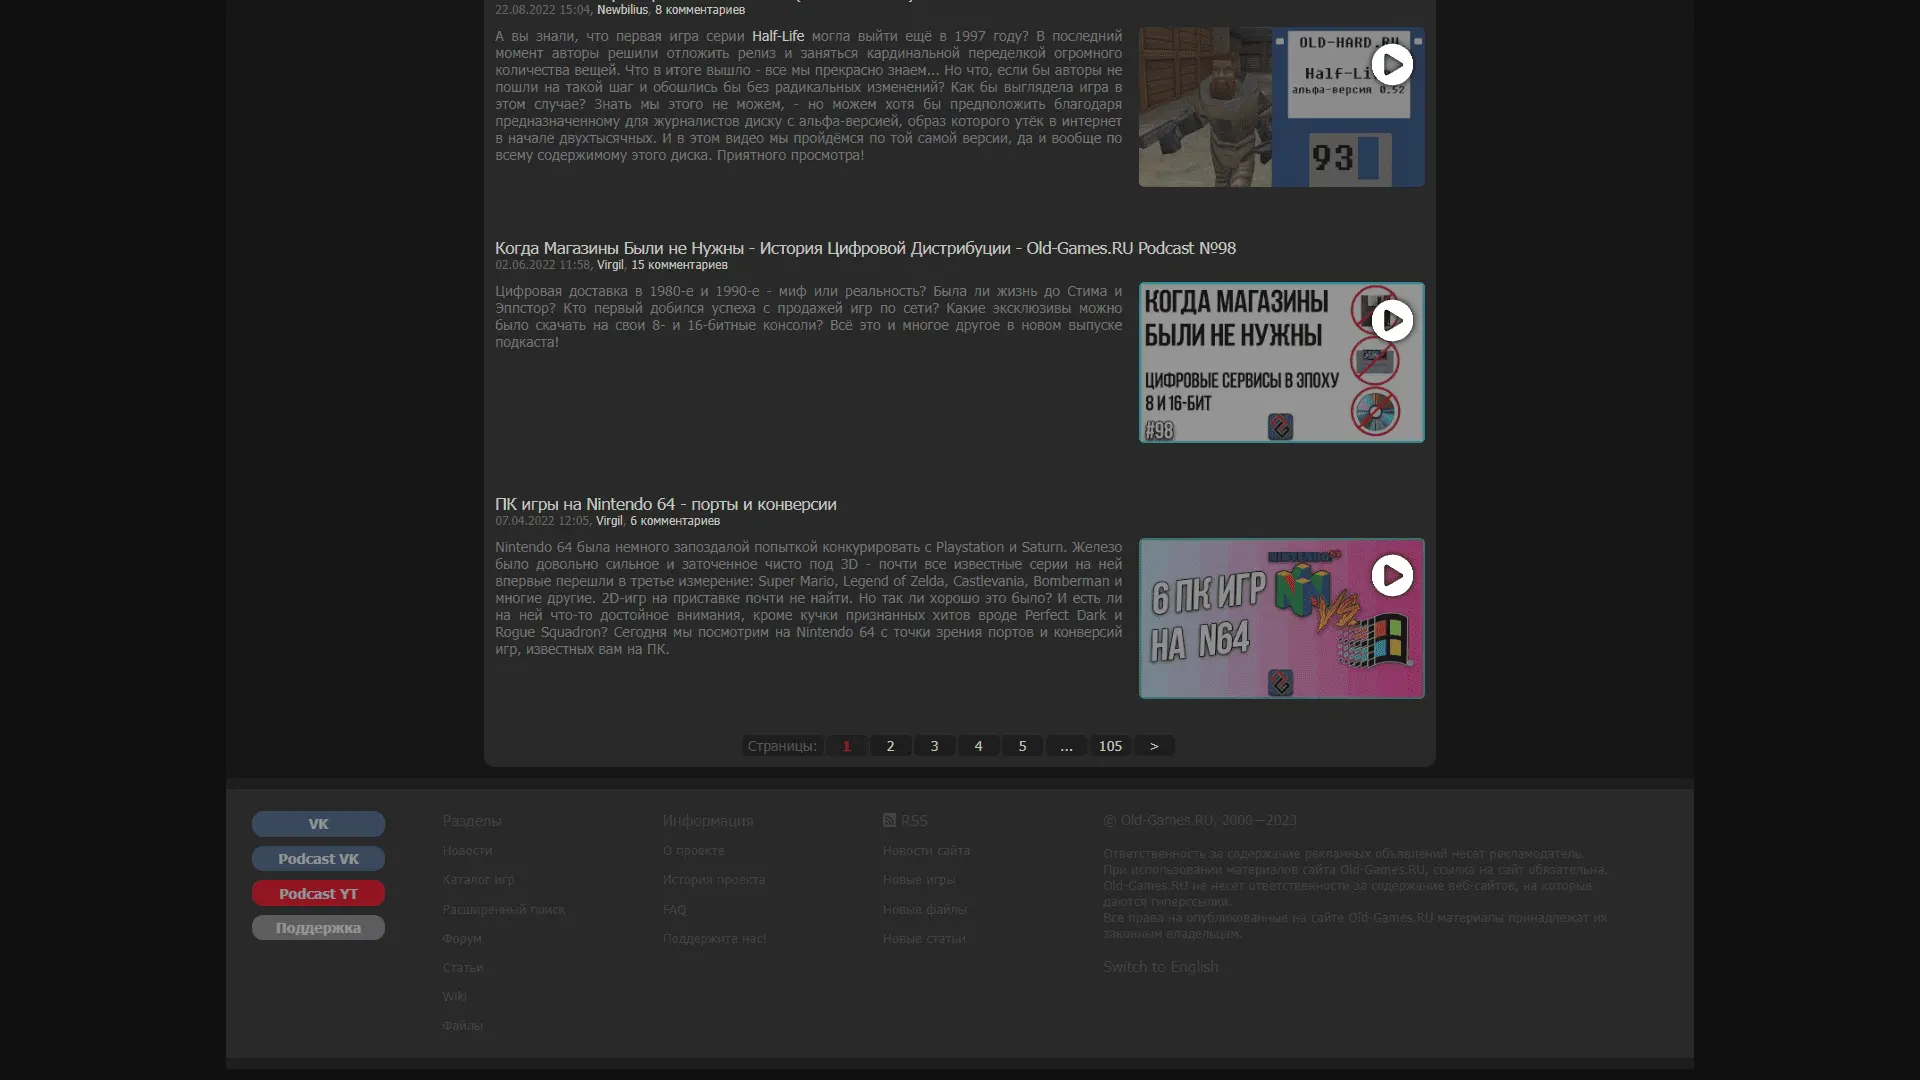 22.08.2022 15:04, Newbilius, 8 комментариев
А вы знали, что первая игра серии Half-Life могла выйти ещё в 1997 году? В последний
момент авторы решили отложить релиз и заняться кардинальной переделкой огромного
количества вещей. Что в итоге вышло - все мы прекрасно знаем... Но что, если бы авторы не
пошли на такой шаг и обошлись бы без радикальных изменений? Как бы выглядела игра в
этом случае? Знать мы этого не можем, - но можем хотя бы предположить благодаря
предназначенному для журналистов диску с альфа-версией, образ которого утёк в интернет
в начале двухтысячных. И в этом видео мы пройдёмся по той самой версии, да и вообще по
всему содержимому этого диска. Приятного просмотра!
OLD-HARD.RU
Half-Li
альфа-версия 0.52
93
Когда Магазины Были не Нужны - История Цифровой Дистрибуции - Old-Games.RU Podcast №98
02.06.2022 11:58, Virgil, 15 комментариев
Цифровая доставка в 1980-е и 1990-е - миф или реальность? Была ли жизнь до Стима и
Эппстор? Кто первый добился успеха с продажей игр по сети? Какие эксклюзивы можно
было скачать на свои 8- и 16-битные консоли? Всё это и многое другое в новом выпуске
подкаста!
КОГДА МАГАЗИНЫ
БЫЛИ НЕ НУЖНЫ
ЦИФРОВЫЕ СЕРВИСЫ В ЭПОХУ
8 И 16-БИТ
#98
ПК игры на Nintendo 64 - порты и конверсии
07.04.2022 12:05, Virgil, 6 комментариев
Nintendo 64 была немного запоздалой попыткой конкурировать с Playstation и Saturn. Железо
было довольно сильное и заточенное чисто под 3D - почти все известные серии на ней
впервые перешли в третье измерение: Super Mario, Legend of Zelda, Castlevania, Bomberman и
многие другие. 2D-игр на приставке почти не найти. Но так ли хорошо это было? И есть ли
на ней что-то достойное внимания, кроме кучки признанных хитов вроде Perfect Dark и
Rogue Squadron? Сегодня мы посмотрим на Nintendo 64 с точки зрения портов и конверсий
игр, известных вам на ПК.
NINTENDO64
6 ПК ИГР
НА N64
VS
Страницы: 1 2 3 4 5 ... 105 >
VK
Podcast VK
Podcast YT
Поддержка
Разделы
Новости
Каталог игр
Расширенный поиск
Форум
Статьи
Wiki
Файлы
Информация
О проекте
История проекта
FAQ
Поддержите нас!
RSS
Новости сайта
Новые игры
Новые файлы
Новые статьи
© Old-Games.RU, 2000—2023
Ответственность за содержание рекламных объявлений несет рекламодатель.
При использовании материалов сайта Old-Games.RU, ссылка на сайт обязательна.
Old-Games.RU не несет ответственности за содержание веб-сайтов, на которые
даются гиперссылки.
Все права на опубликованные на сайте Old-Games.RU материалы принадлежат их
законным владельцам.
Switch to English